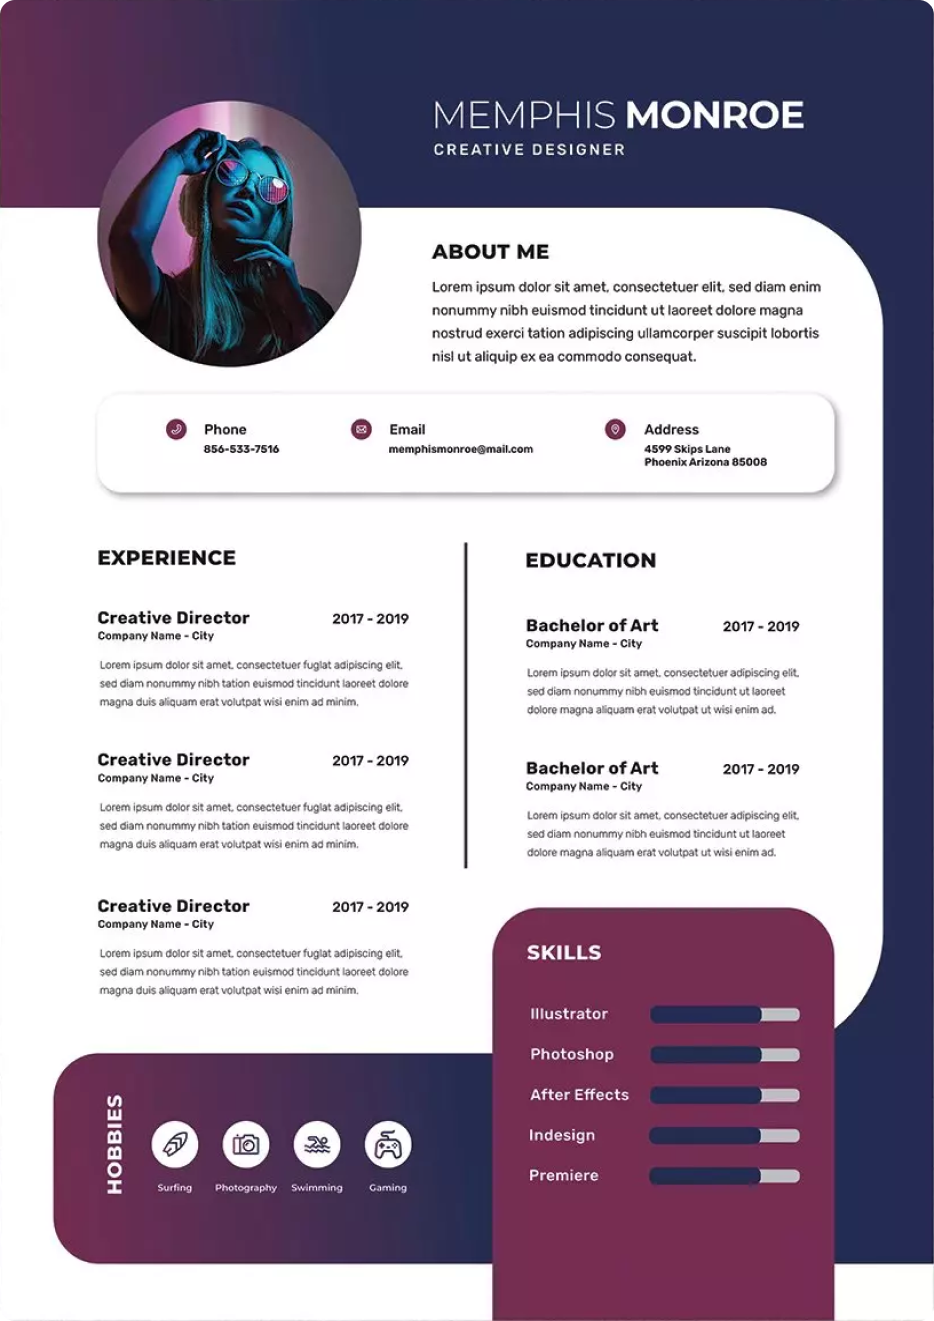 MEMPHIS MONROE
CREATIVE DESIGNER
ABOUT ME
Lorem ipsum dolor sit amet, consectetuer elit, sed diam enim
nonummy nibh euismod tincidunt ut laoreet dolore magna
nostrud exerci tation adipiscing ullamcorper suscipit lobortis
nisl ut aliquip ex ea commodo consequat.
Phone
856-533-7516
Email
memphismonroe@mail.com
Address
4599 Skips Lane
Phoenix Arizona 85008
EXPERIENCE
Creative Director 2017 - 2019
Company Name - City
Lorem ipsum dolor sit amet, consectetuer fuglat adipiscing elit,
sed diam nonummy nibh tation euismod tincidunt laoreet dolore
magna duis aliquam erat volutpat wisi enim ad minim.
Creative Director 2017 - 2019
Company Name - City
Lorem ipsum dolor sit amet, consectetuer fuglat adipiscing elit,
sed diam nonummy nibh tation euismod tincidunt laoreet dolore
magna duis aliquam erat volutpat wisi enim ad minim.
Creative Director 2017 - 2019
Company Name - City
Lorem ipsum dolor sit amet, consectetuer fuglat adipiscing elit,
sed diam nonummy nibh tation euismod tincidunt laoreet dolore
magna duis aliquam erat volutpat wisi enim ad minim.
EDUCATION
Bachelor of Art 2017 - 2019
Company Name - City
Lorem ipsum dolor sit amet, consectetuer adipiscing elit,
sed diam nonummy nibh euismod tincidunt ut laoreet
dolore magna aliquam erat volutpat ut wisi enim ad.
Bachelor of Art 2017 - 2019
Company Name - City
Lorem ipsum dolor sit amet, consectetuer adipiscing elit,
sed diam nonummy nibh euismod tincidunt ut laoreet
dolore magna aliquam erat volutpat ut wisi enim ad.
SKILLS
Illustrator
Photoshop
After Effects
Indesign
Premiere
HOBBIES
Surfing
Photography
Swimming
Gaming